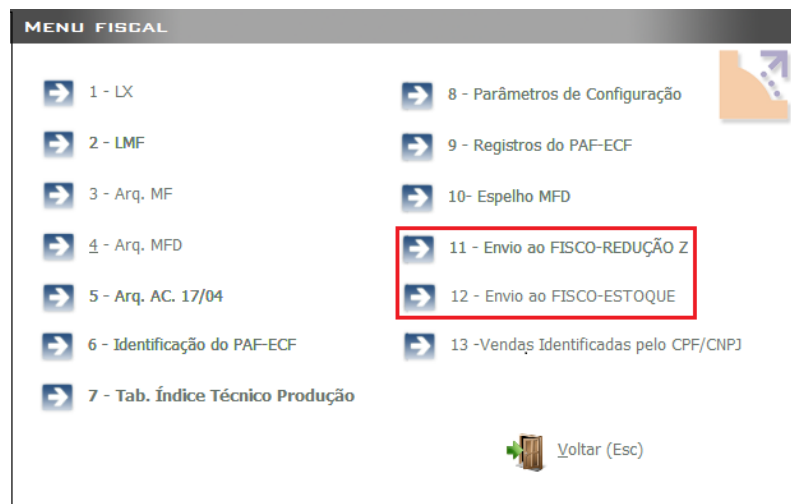 MENU FISCAL
1 - LX
2 - LMF
3 - Arq. MF
4 - Arq. MFD
5 - Arq. AC. 17/04
6 - Identificação do PAF-ECF
7 - Tab. Índice Técnico Produção
8 - Parâmetros de Configuração
9 - Registros do PAF-ECF
10- Espelho MFD
11 - Envio ao FISCO-REDUÇÃO Z
12 - Envio ao FISCO-ESTOQUE
13 -Vendas Identificadas pelo CPF/CNPJ
Voltar (Esc)